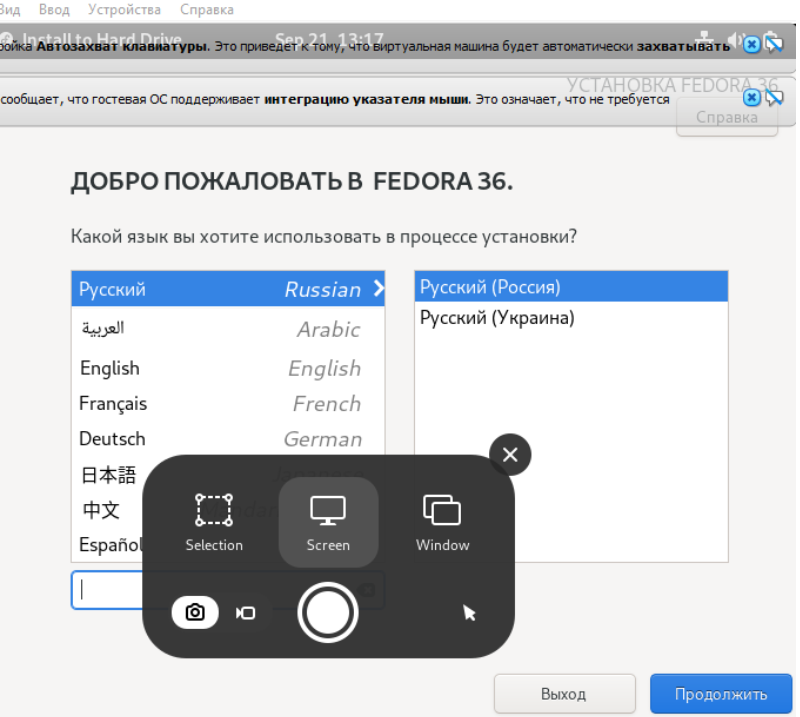 Вид Ввод Устройства Справка
Install to Hard Drive Sep 21 13:17
ройка Автозахват клавиатуры. Это приведет к тому, что виртуальная машина будет автоматически захватывать
УСТАНОВКА FEDORA 36
сообщает, что гостевая ОС поддерживает интеграцию указателя мыши. Это означает, что не требуется
Справка
ДОБРО ПОЖАЛОВАТЬ В FEDORA 36.
Какой язык вы хотите использовать в процессе установки?
Русский Russian
Русский (Россия)
العربية Arabic
Русский (Украина)
English English
Français French
Deutsch German
日本語 Japanese
中文
Español
Selection Screen Window
Выход Продолжить